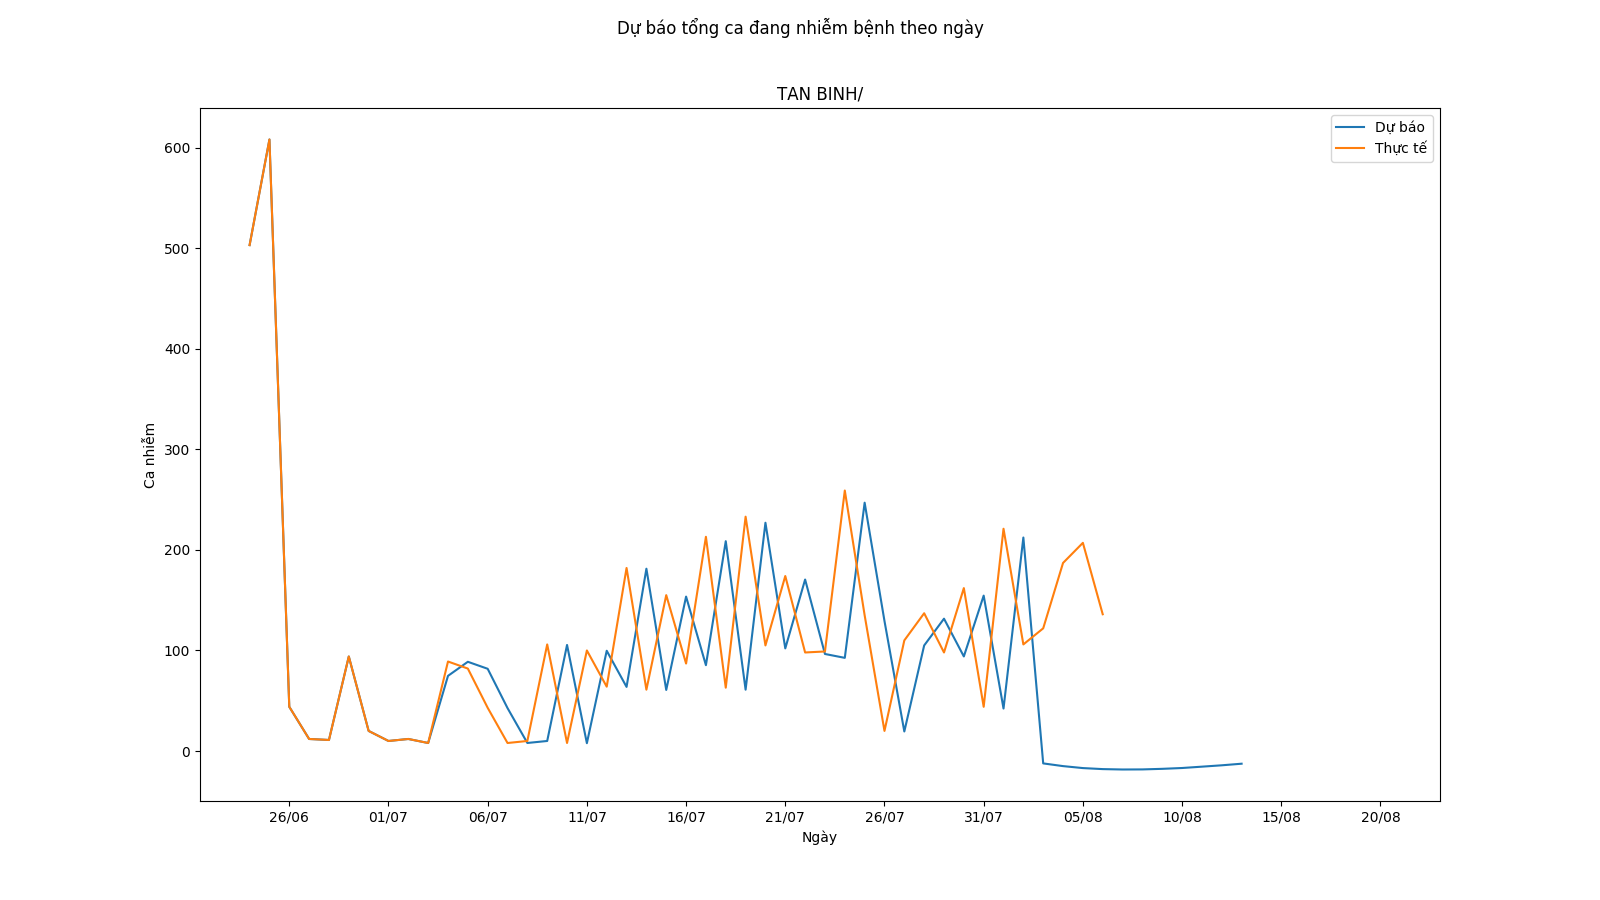 Dự báo tổng ca đang nhiễm bệnh theo ngày
TAN BINH/
Dự báo
Thực tế
600
500
400
300
200
100
0
Ca nhiễm
26/06 01/07 06/07 11/07 16/07 21/07 26/07 31/07 05/08 10/08 15/08 20/08
Ngày